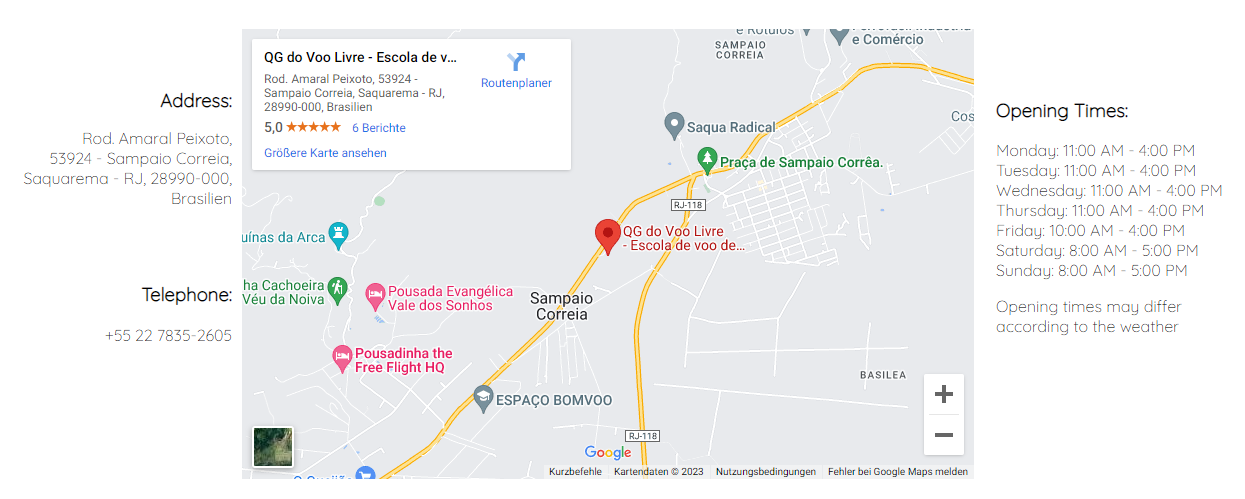 Address:
Rod. Amaral Peixoto,
53924 - Sampaio Correia,
Saquarema - RJ, 28990-000,
Brasilien
Telephone:
+55 22 7835-2605
QG do Voo Livre - Escola de v...
Rod. Amaral Peixoto, 53924 -
Sampaio Correia, Saquarema - RJ,
28990-000, Brasilien
5,0
6 Berichte
Größere Karte ansehen
Routenplaner
e Rótulos
SAMPAIO
CORREIA
e Comércio
Saqua Radical
Cos
Praça de Sampaio Corrêa.
RJ-118
uínas da Arca
QG do Voo Livre
- Escola de voo de...
ha Cachoeira
Véu da Noiva
Pousada Evangélica
Vale dos Sonhos
Sampaio
Correia
Pousadinha the
Free Flight HQ
BASILEA
ESPAÇO BOMVOO
RJ-118
Google
Kurzbefehle
Kartendaten © 2023
Nutzungsbedingungen
Fehler bei Google Maps melden
Opening Times:
Monday: 11:00 AM - 4:00 PM
Tuesday: 11:00 AM - 4:00 PM
Wednesday: 11:00 AM - 4:00 PM
Thursday: 11:00 AM - 4:00 PM
Friday: 10:00 AM - 4:00 PM
Saturday: 8:00 AM - 5:00 PM
Sunday: 8:00 AM - 5:00 PM
Opening times may differ
according to the weather